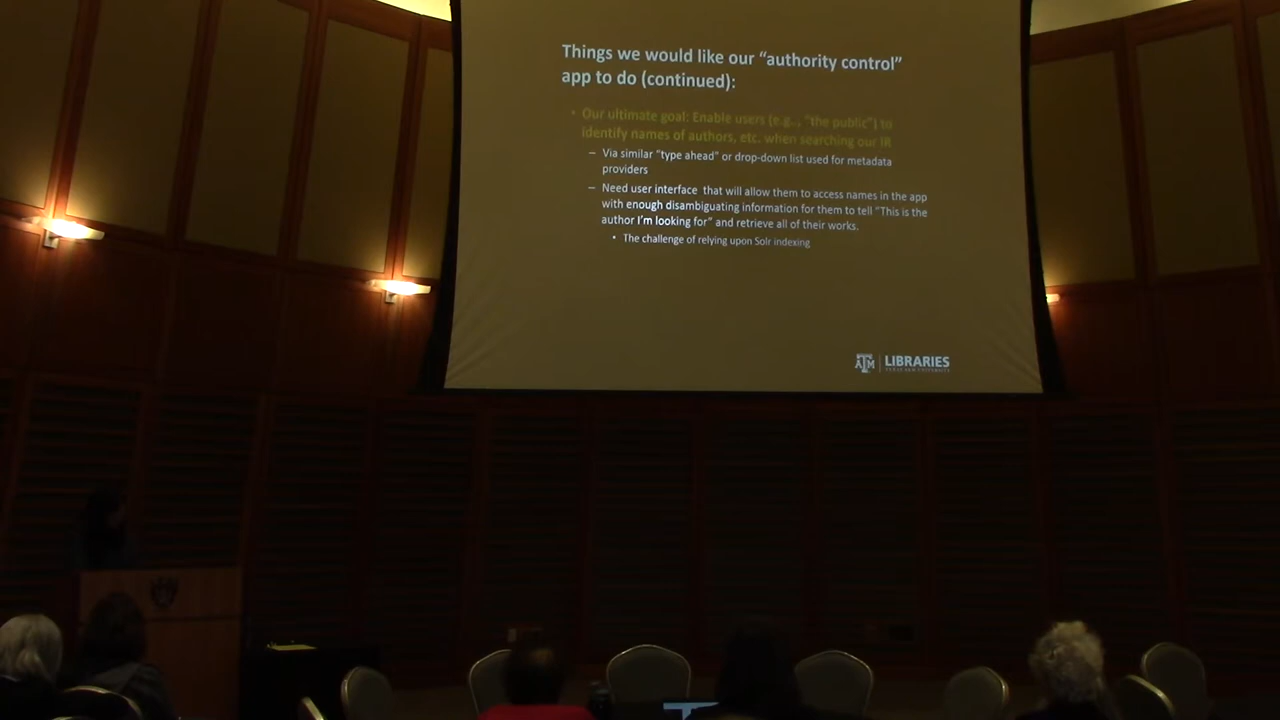 Things we would like our “authority control”
app to do (continued):
• Our ultimate goal: Enable users (e.g., “the public”) to
identify names of authors, etc. when searching our IR
– Via similar “type ahead” or drop-down list used for metadata
providers
– Need user interface that will allow them to access names in the app
with enough disambiguating information for them to tell “This is the
author I’m looking for” and retrieve all of their works.
• The challenge of relying upon Solr indexing
ATM LIBRARIES
TEXAS A&M UNIVERSITY